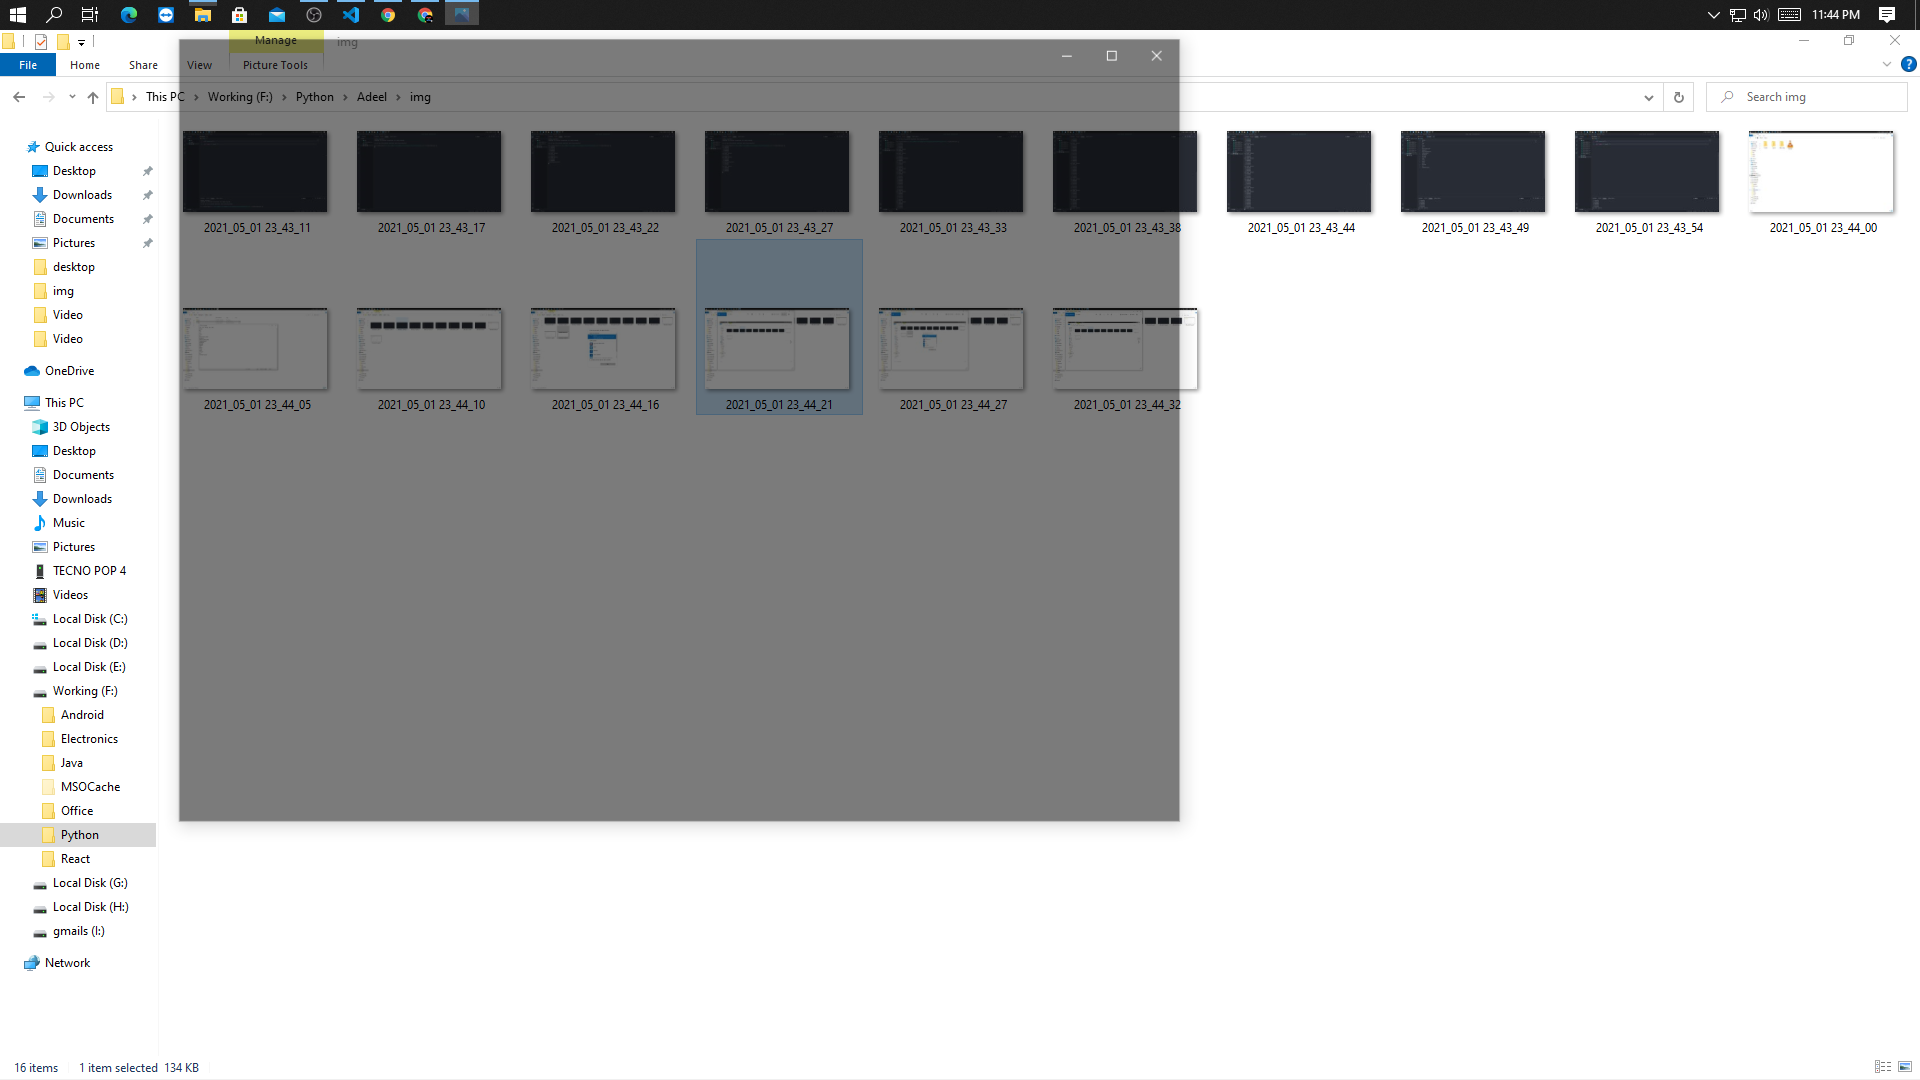 11:44 PM
Manage
img
File
Home
Share
View
Picture Tools
This PC
Working (F:)
Python
Adeel
img
Search img
Quick access
Desktop
Downloads
Documents
Pictures
desktop
img
Video
Video
OneDrive
This PC
3D Objects
Desktop
Documents
Downloads
Music
Pictures
TECNO POP 4
Videos
Local Disk (C:)
Local Disk (D:)
Local Disk (E:)
Working (F:)
Android
Electronics
Java
MSOCache
Office
Python
React
Local Disk (G:)
Local Disk (H:)
gmails (I:)
Network
2021_05_01 23_43_11
2021_05_01 23_43_17
2021_05_01 23_43_22
2021_05_01 23_43_27
2021_05_01 23_43_33
2021_05_01 23_43_38
2021_05_01 23_43_44
2021_05_01 23_43_49
2021_05_01 23_43_54
2021_05_01 23_44_00
2021_05_01 23_44_05
2021_05_01 23_44_10
2021_05_01 23_44_16
2021_05_01 23_44_21
2021_05_01 23_44_27
2021_05_01 23_44_32
16 items
1 item selected 134 KB